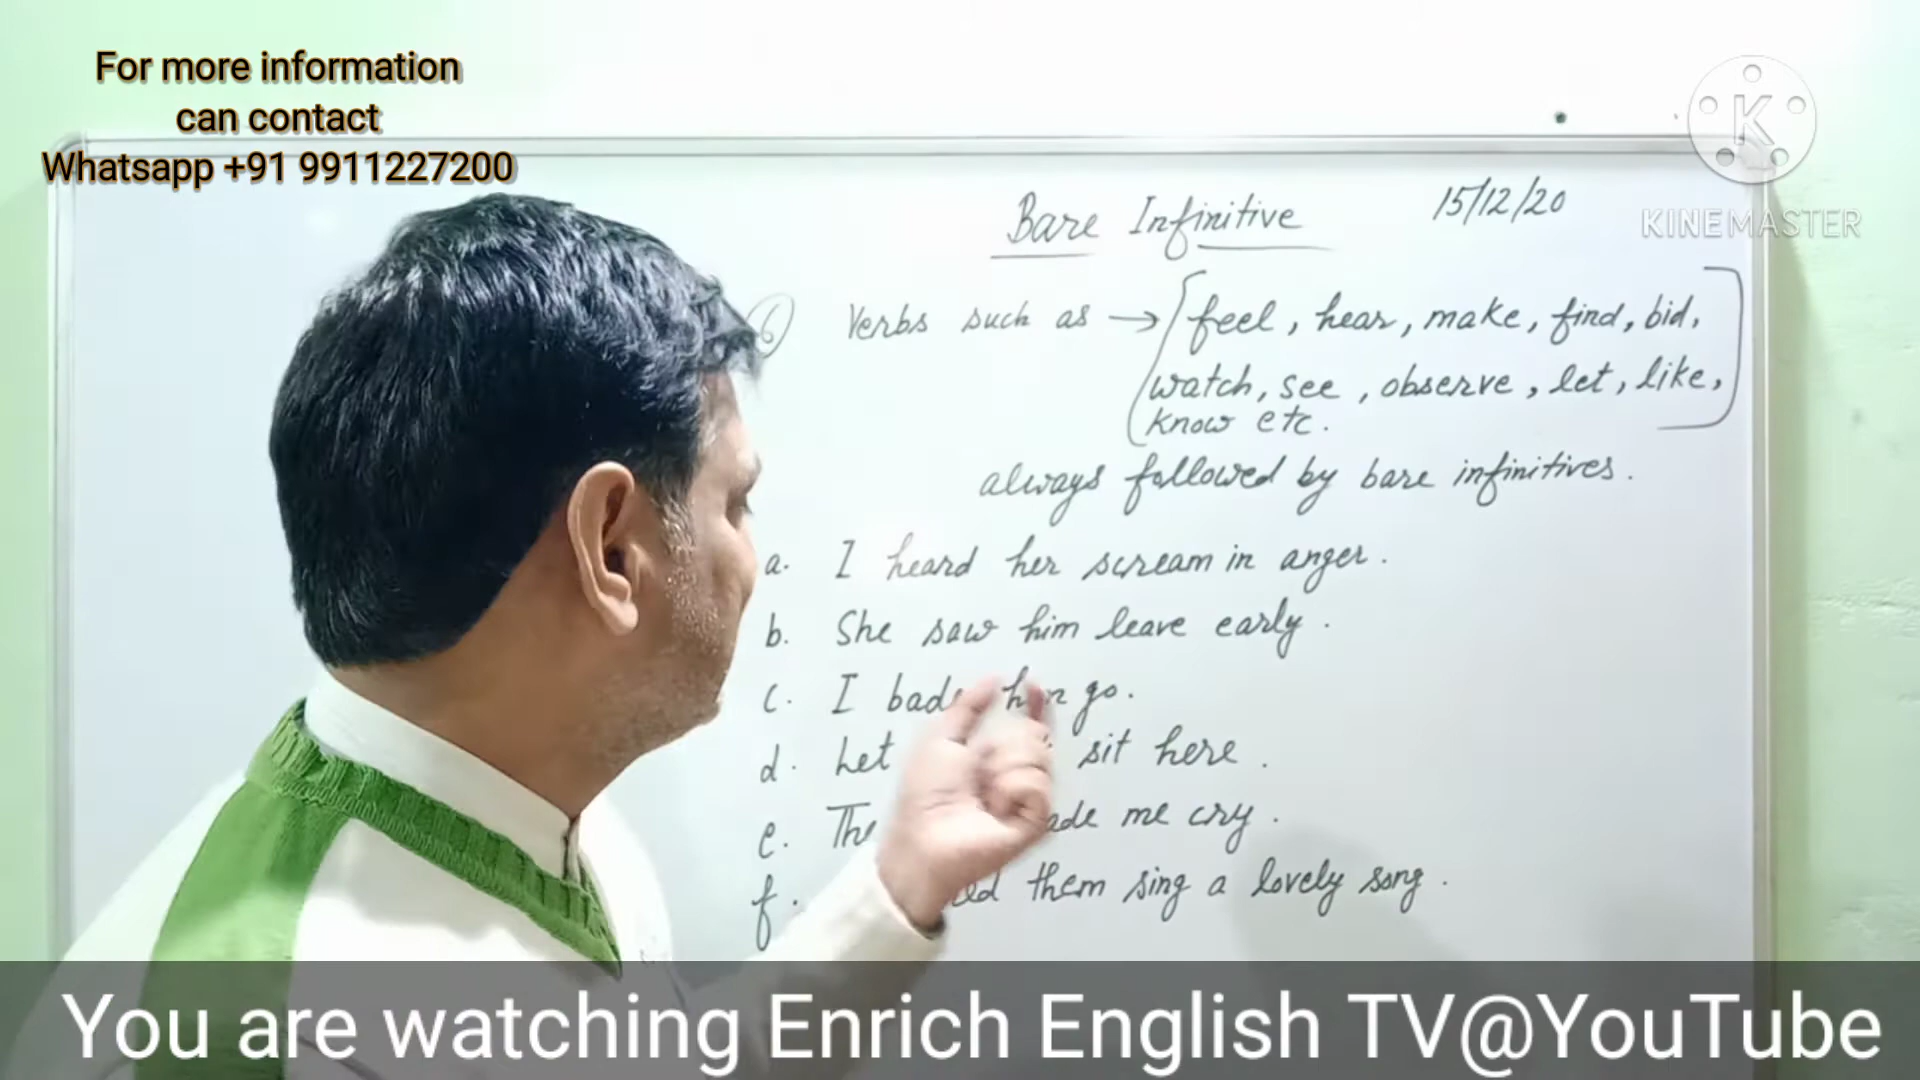 For more information
can contact
Whatsapp +91 9911227200
KINEMASTER
Bare Infinitive 15/12/20
6 Verbs such as → feel, hear, make, find, bid,
watch, see, observe, let, like,
know etc.
always followed by bare infinitives.
a. I heard her scream in anger.
b. She saw him leave early.
c. I go.
d. Let sit here.
e. me cry.
f. them sing a lovely song.
You are watching Enrich English TV@YouTube